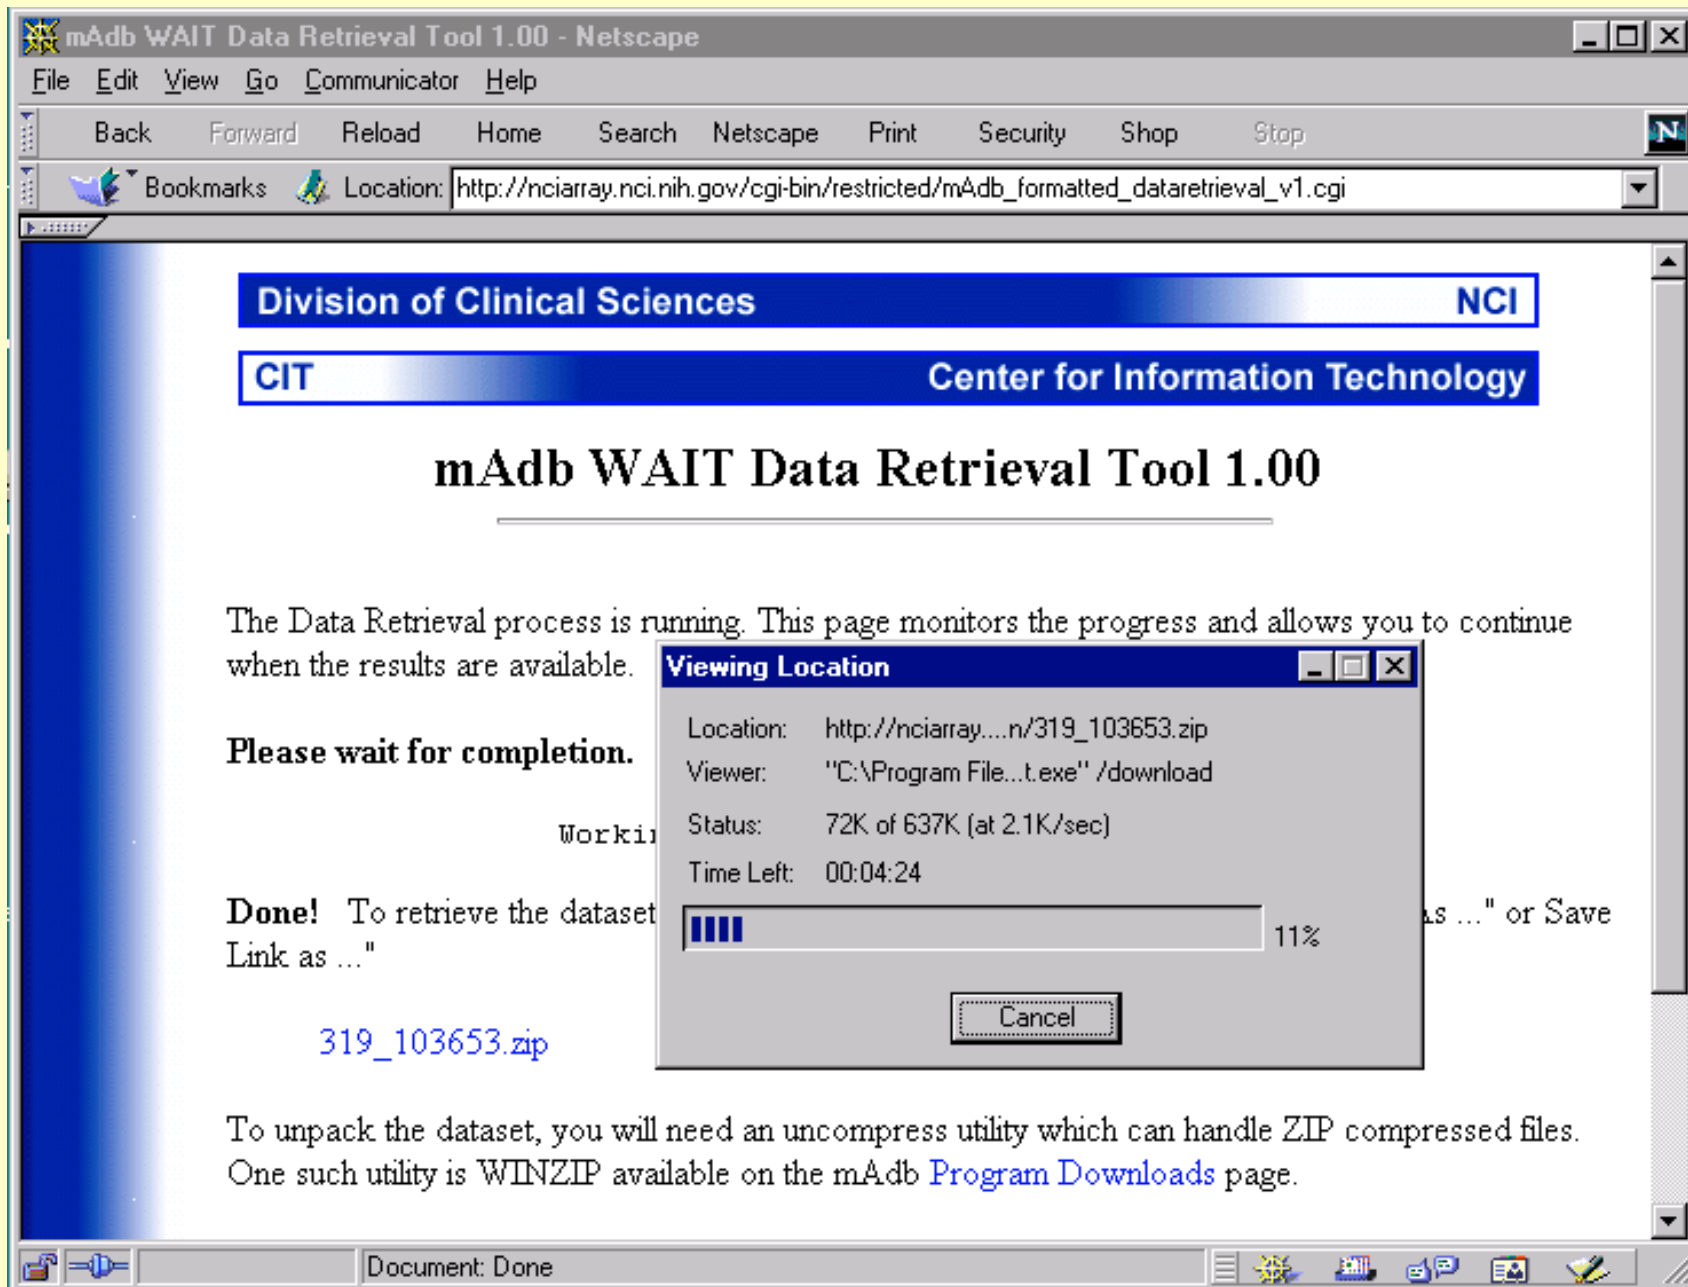 mAdb WAIT Data Retrieval Tool 1.00 - Netscape
File Edit View Go Communicator Help
Back Forward Reload Home Search Netscape Print Security Shop Stop
N
Bookmarks Location: http://nciarray.nci.nih.gov/cgi-bin/restricted/mAdb_formatted_dataretrieval_v1.cgi
Division of Clinical Sciences NCI
CIT Center for Information Technology
mAdb WAIT Data Retrieval Tool 1.00
The Data Retrieval process is running. This page monitors the progress and allows you to continue
when the results are available.
Please wait for completion.
Workin
Done! To retrieve the dataset As ..." or Save
Link as ..."
319_103653.zip
To unpack the dataset, you will need an uncompress utility which can handle ZIP compressed files.
One such utility is WINZIP available on the mAdb Program Downloads page.
Viewing Location
Location: http://nciarray....n/319_103653.zip
Viewer: "C:\Program File...t.exe" /download
Status: 72K of 637K (at 2.1K/sec)
Time Left: 00:04:24
11%
Cancel
Document: Done